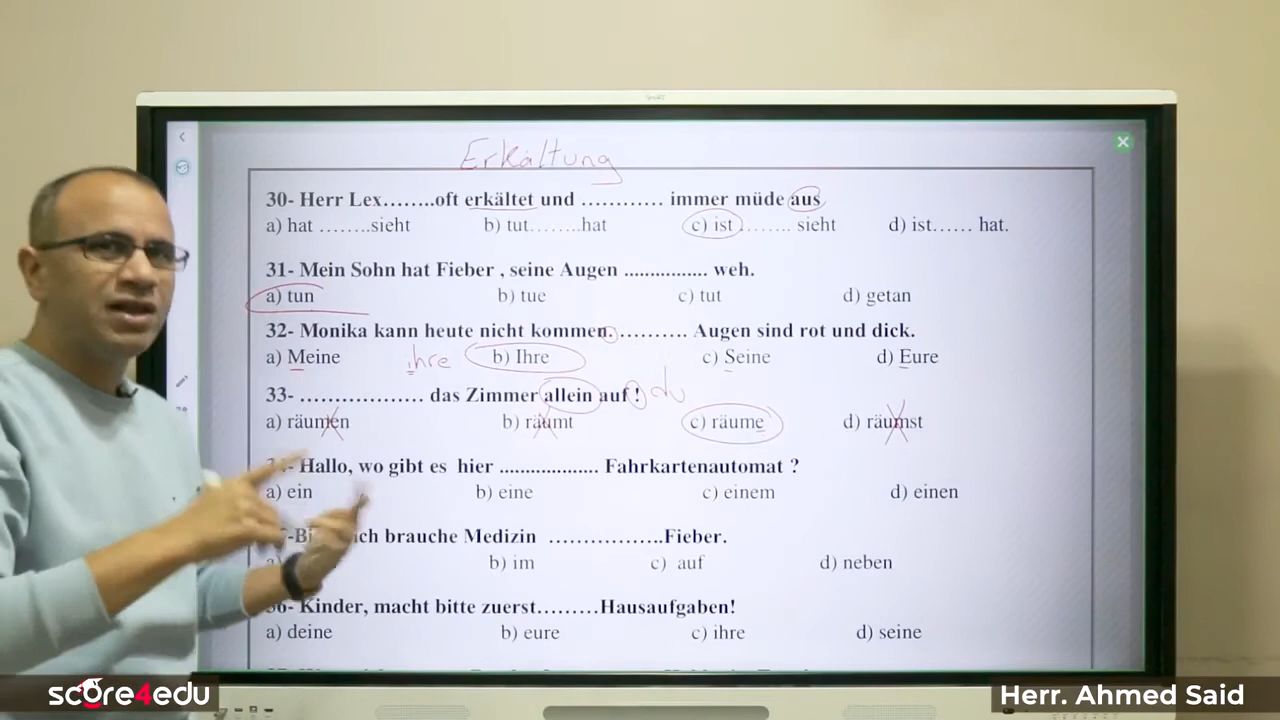 Erkältung
30- Herr Lex……..oft erkältet und ………… immer müde aus
a) hat ……..sieht b) tut……..hat c) ist …….. sieht d) ist…… hat.
31- Mein Sohn hat Fieber , seine Augen ................ weh.
a) tun b) tue c) tut d) getan
32- Monika kann heute nicht kommen. ………. Augen sind rot und dick.
a) Meine ihre b) Ihre c) Seine d) Eure
33- ……………… das Zimmer allein auf ! du
a) räumen b) räumt c) räume d) räumst
Hallo, wo gibt es hier ................... Fahrkartenautomat ?
a) ein b) eine c) einem d) einen
ich brauche Medizin ……………..Fieber.
b) im c) auf d) neben
36- Kinder, macht bitte zuerst………Hausaufgaben!
a) deine b) eure c) ihre d) seine
score4edu
Herr. Ahmed Said